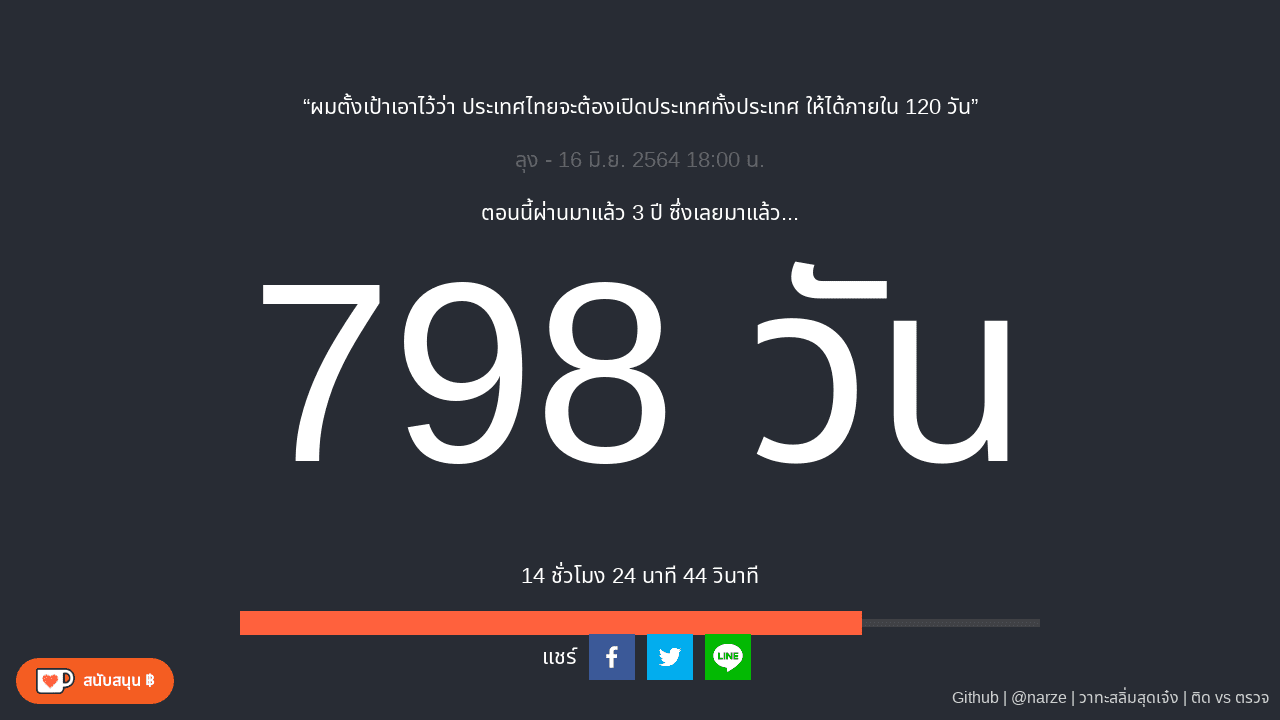 “ผมตั้งเป้าเอาไว้ว่า ประเทศไทยจะต้องเปิดประเทศทั้งประเทศ ให้ได้ภายใน 120 วัน”
ลุง - 16 มิ.ย. 2564 18:00 น.
ตอนนี้ผ่านมาแล้ว 3 ปี ซึ่งเลยมาแล้ว...
798 วัน
14 ชั่วโมง 24 นาที 44 วินาที
แชร์
LINE
สนับสนุน ฿
Github | @narze | วาทะสลิ่มสุดเจ๋ง | ติด vs ตรวจ